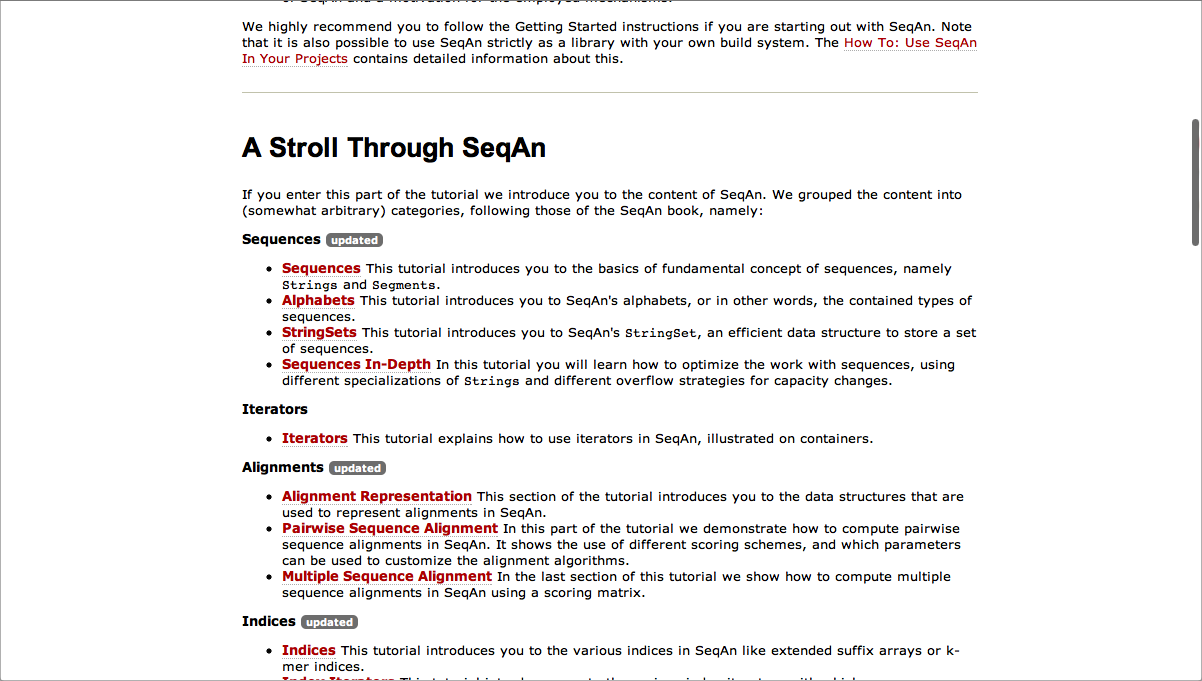 We highly recommend you to follow the Getting Started instructions if you are starting out with SeqAn. Note
that it is also possible to use SeqAn strictly as a library with your own build system. The How To: Use SeqAn
In Your Projects contains detailed information about this.
A Stroll Through SeqAn
If you enter this part of the tutorial we introduce you to the content of SeqAn. We grouped the content into
(somewhat arbitrary) categories, following those of the SeqAn book, namely:
Sequences updated
• Sequences This tutorial introduces you to the basics of fundamental concept of sequences, namely
Strings and Segments.
• Alphabets This tutorial introduces you to SeqAn's alphabets, or in other words, the contained types of
sequences.
• StringSets This tutorial introduces you to SeqAn's StringSet, an efficient data structure to store a set
of sequences.
• Sequences In-Depth In this tutorial you will learn how to optimize the work with sequences, using
different specializations of Strings and different overflow strategies for capacity changes.
Iterators
• Iterators This tutorial explains how to use iterators in SeqAn, illustrated on containers.
Alignments updated
• Alignment Representation This section of the tutorial introduces you to the data structures that are
used to represent alignments in SeqAn.
• Pairwise Sequence Alignment In this part of the tutorial we demonstrate how to compute pairwise
sequence alignments in SeqAn. It shows the use of different scoring schemes, and which parameters
can be used to customize the alignment algorithms.
• Multiple Sequence Alignment In the last section of this tutorial we show how to compute multiple
sequence alignments in SeqAn using a scoring matrix.
Indices updated
• Indices This tutorial introduces you to the various indices in SeqAn like extended suffix arrays or k-
mer indices.